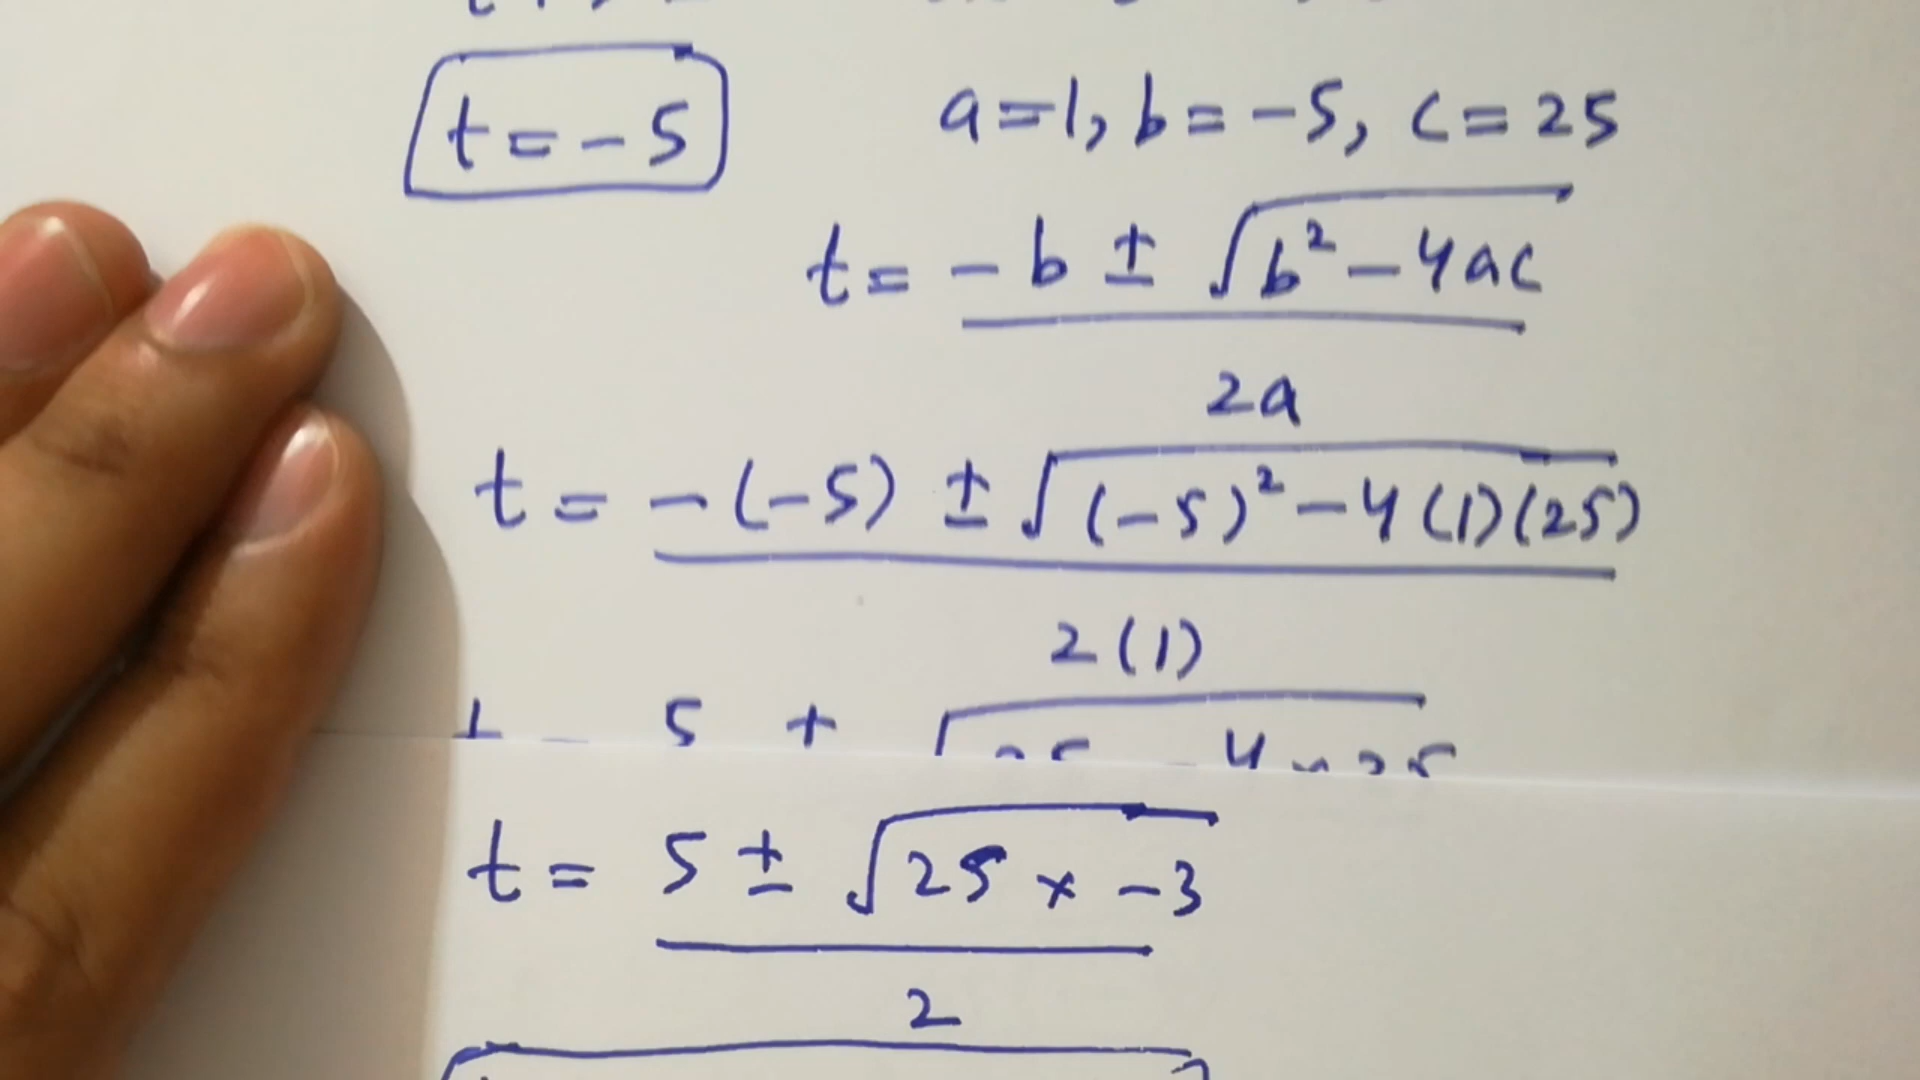 t = -5
a=1, b = -5, c = 25
t = -b ± √(b² - 4ac)
2a
t = -(-5) ± √((-5)² - 4(1)(25))
2(1)
t = 5 ± √(25 × -3)
2